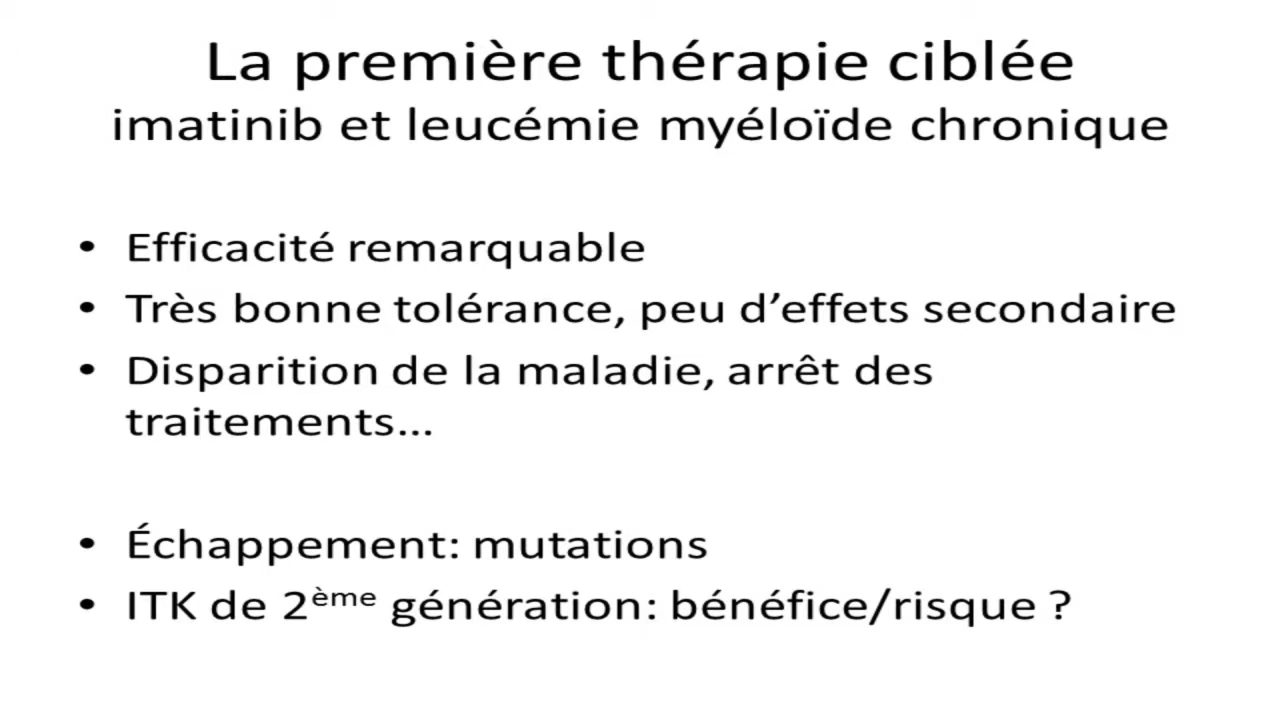 La première thérapie ciblée
imatinib et leucémie myéloïde chronique
• Efficacité remarquable
• Très bonne tolérance, peu d’effets secondaire
• Disparition de la maladie, arrêt des
traitements...
• Échappement: mutations
• ITK de 2ème génération: bénéfice/risque ?